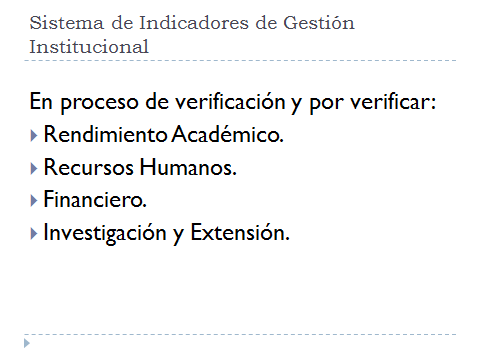 Sistema de Indicadores de Gestión
Institucional
En proceso de verificación y por verificar:
Rendimiento Académico.
Recursos Humanos.
Financiero.
Investigación y Extensión.